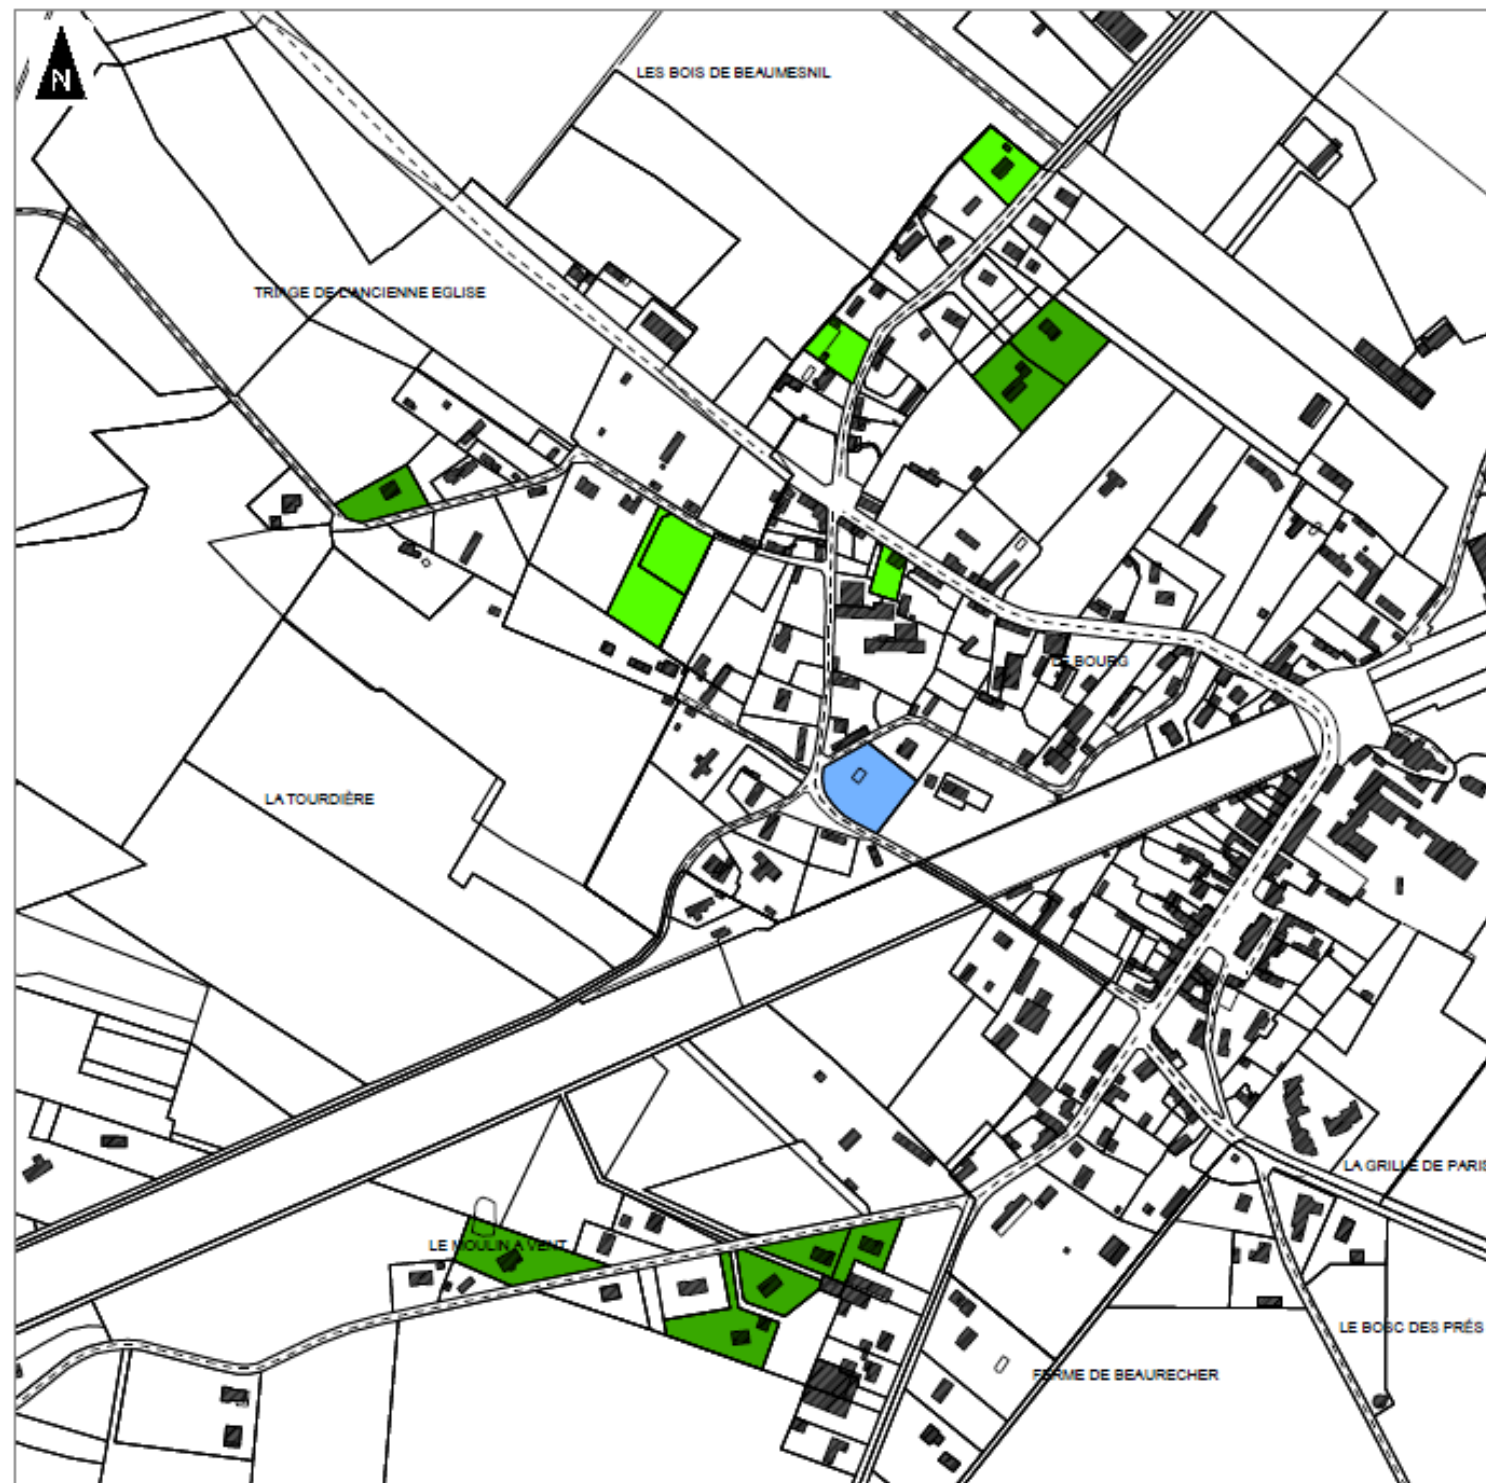 N
LES BOIS DE BEAUMESNIL
TRIAGE DE L'ANCIENNE EGLISE
LE BOURG
LA TOURDIÈRE
LA GRILLE DE PARIS
LE MOULIN A VENT
LE BOSC DES PRÉS
FERME DE BEAURECHER